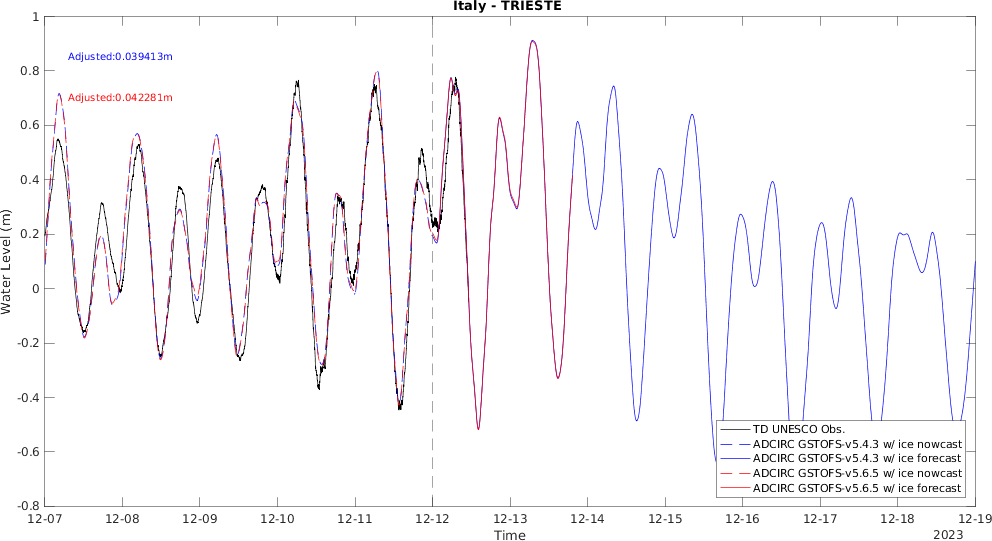 Italy - TRIESTE
Adjusted:0.039413m
Adjusted:0.042281m
Water Level (m)
1
0.8
0.6
0.4
0.2
0
-0.2
-0.4
-0.6
-0.8
TD UNESCO Obs.
ADCIRC GSTOFS-v5.4.3 w/ ice nowcast
ADCIRC GSTOFS-v5.4.3 w/ ice forecast
ADCIRC GSTOFS-v5.6.5 w/ ice nowcast
ADCIRC GSTOFS-v5.6.5 w/ ice forecast
12-07 12-08 12-09 12-10 12-11 12-12 12-13 12-14 12-15 12-16 12-17 12-18 12-19
Time
2023